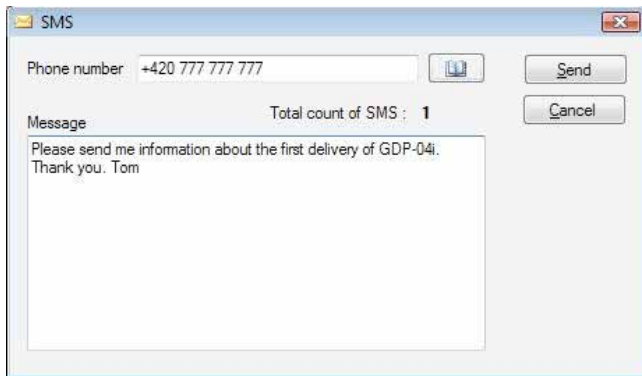 SMS
Phone number +420 777 777 777
Send
Total count of SMS : 1
Cancel
Message
Please send me information about the first delivery of GDP-04i.
Thank you. Tom